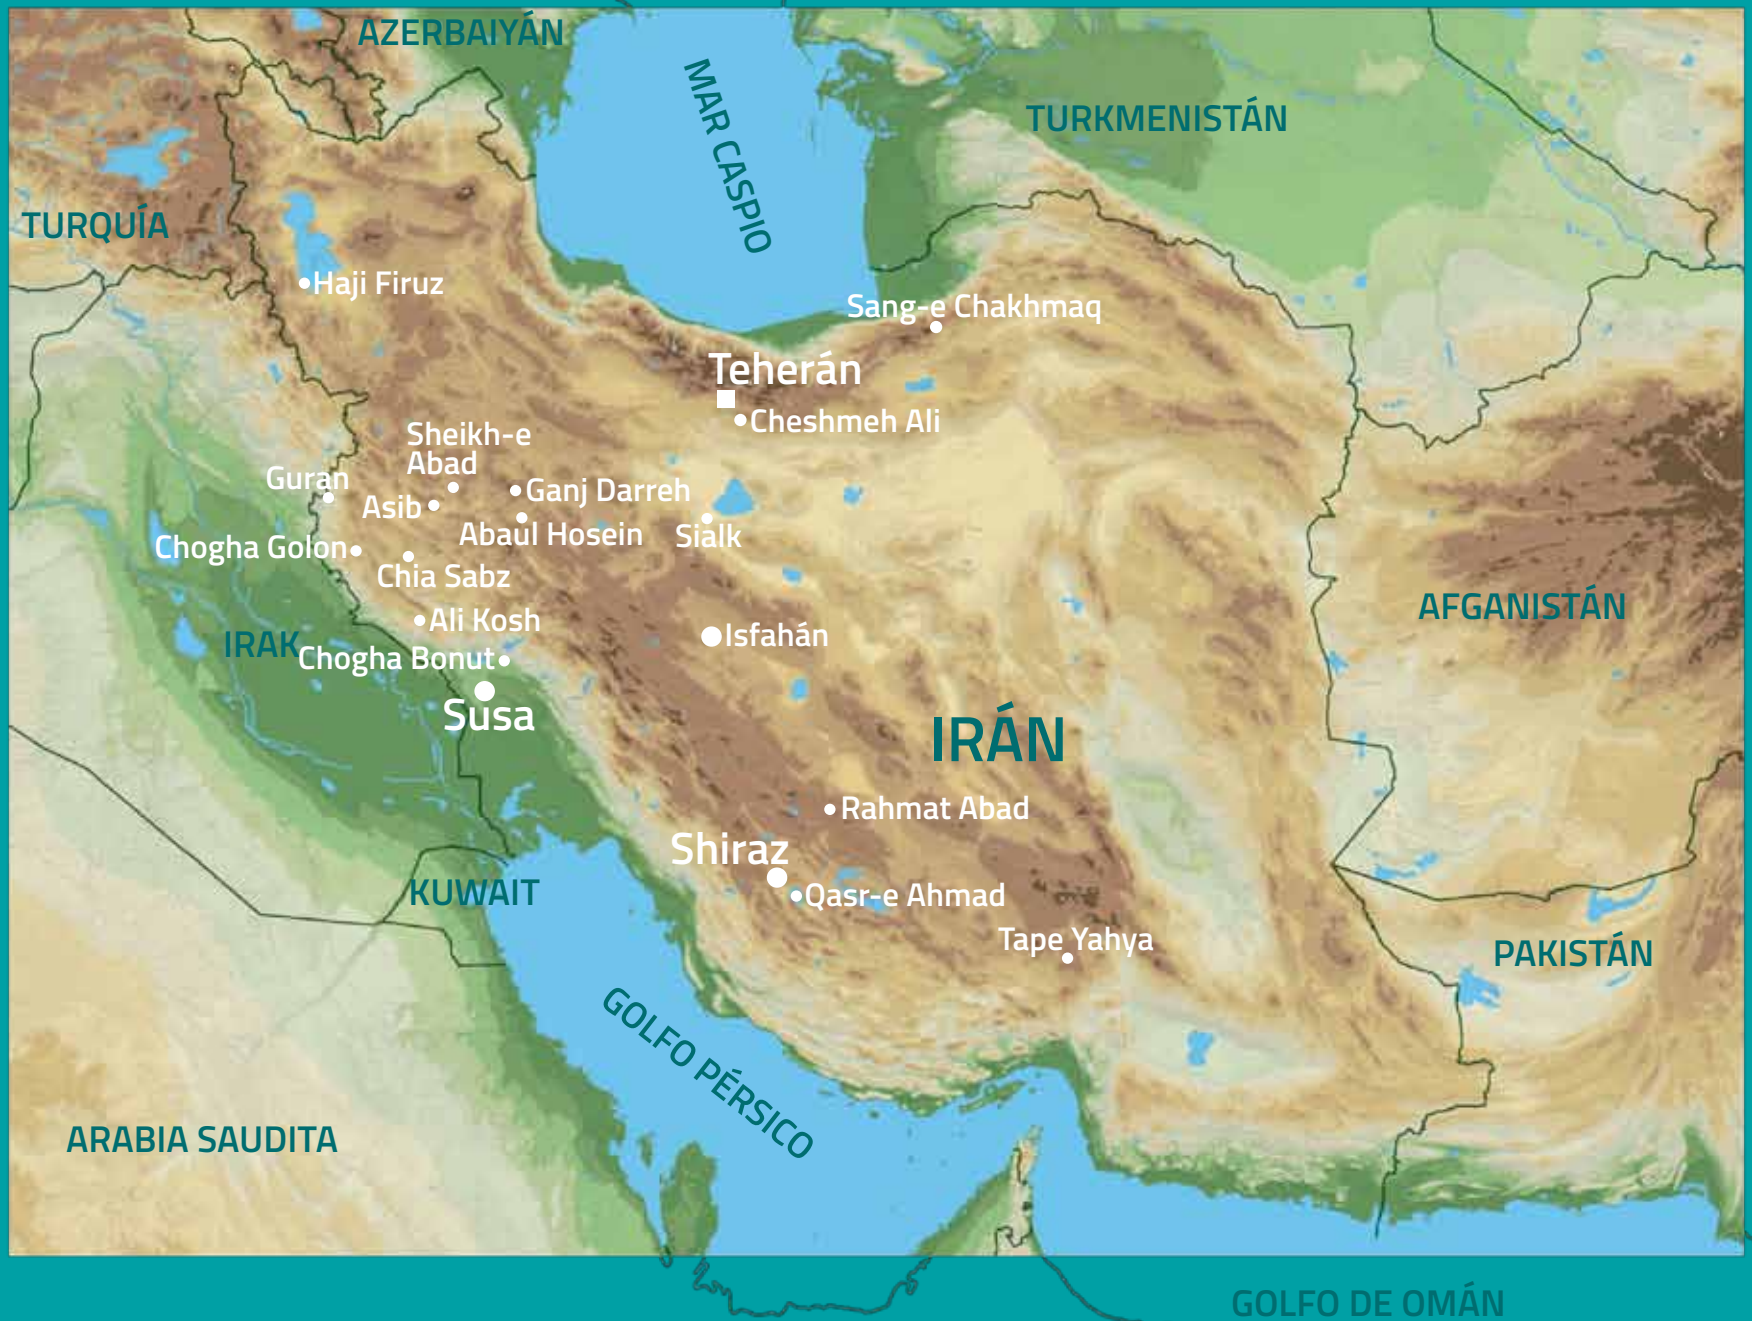 AZERBAIYÁN
MAR CASPIO
TURKMENISTÁN
TURQUÍA
Haji Firuz
Sang-e Chakhmaq
Teherán
Cheshmeh Ali
Sheikh-e
Abad
Guran
Ganj Darreh
Asib
Abaul Hosein
Sialk
Chogha Golon
Chia Sabz
AFGANISTÁN
Ali Kosh
Isfahán
IRAK
Chogha Bonut
Susa
IRÁN
Rahmat Abad
Shiraz
KUWAIT
Qasr-e Ahmad
Tape Yahya
PAKISTÁN
GOLFO PÉRSICO
ARABIA SAUDITA
GOLFO DE OMÁN